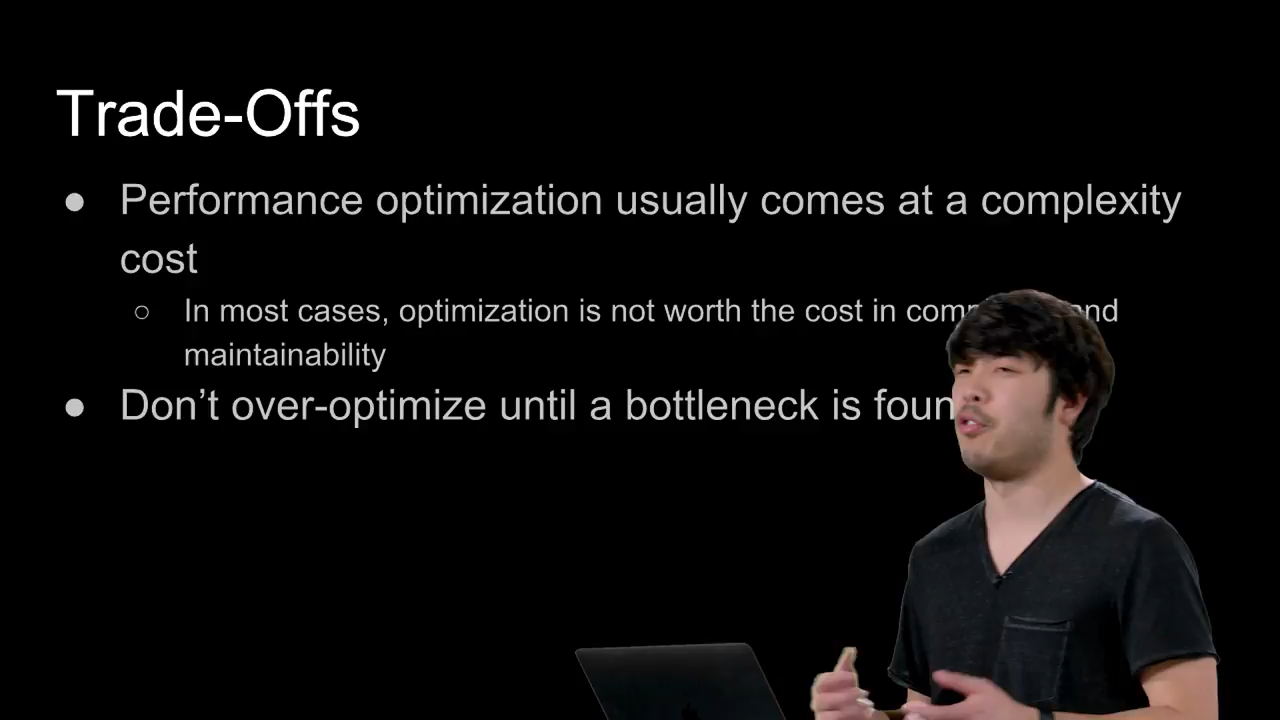 Trade-Offs
● Performance optimization usually comes at a complexity
cost
○ In most cases, optimization is not worth the cost in and
maintainability
● Don’t over-optimize until a bottleneck is